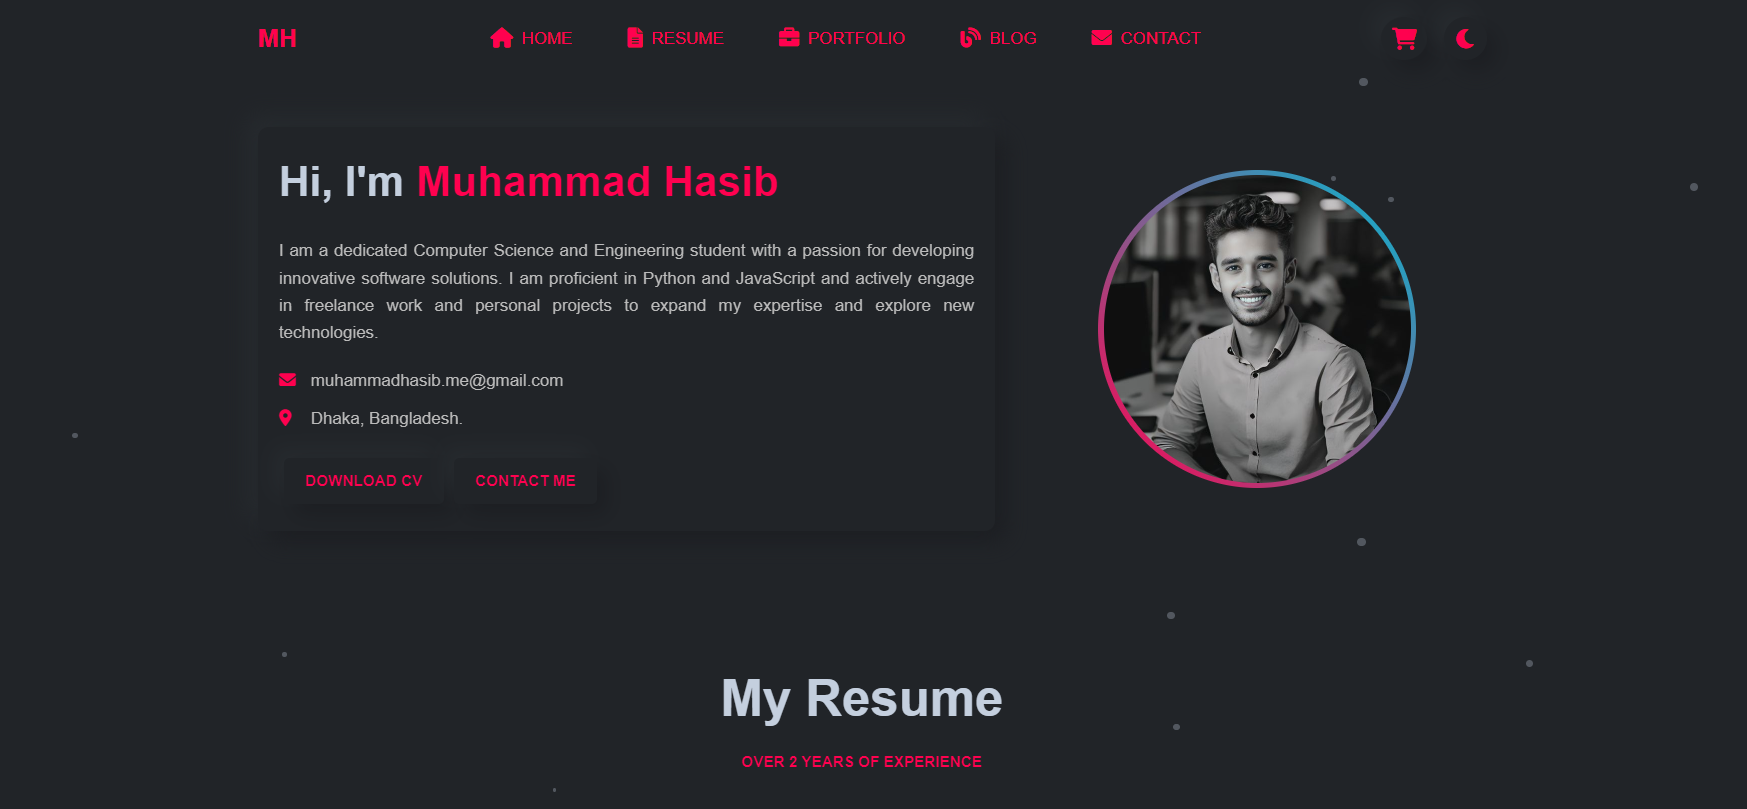 MH
HOME
RESUME
PORTFOLIO
BLOG
CONTACT
Hi, I'm Muhammad Hasib
I am a dedicated Computer Science and Engineering student with a passion for developing
innovative software solutions. I am proficient in Python and JavaScript and actively engage
in freelance work and personal projects to expand my expertise and explore new
technologies.
muhammadhasib.me@gmail.com
Dhaka, Bangladesh.
DOWNLOAD CV
CONTACT ME
My Resume
OVER 2 YEARS OF EXPERIENCE